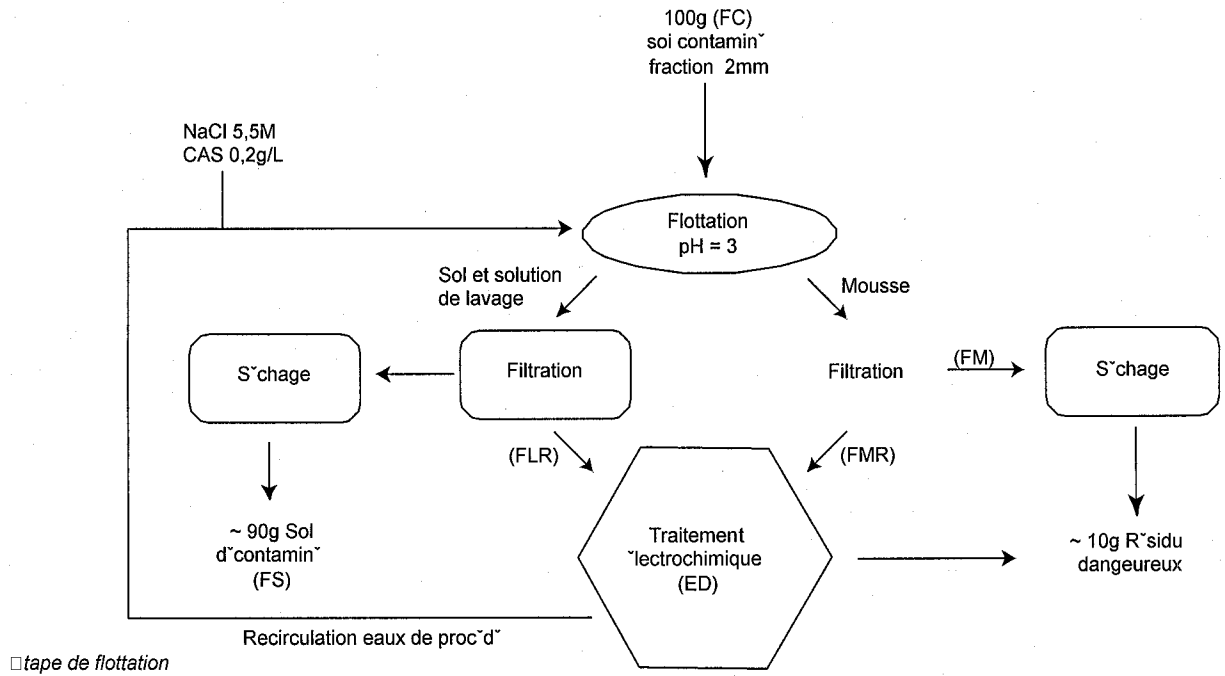 100g (FC)
soi contaminˇ
fraction 2mm
NaCl 5,5M
CAS 0,2g/L
Flottation
pH = 3
Sol et solution
de lavage
Mousse
Sˇchage
Filtration
Filtration
(FM)
Sˇchage
(FLR)
(FMR)
~ 90g Sol
dˇcontaminˇ
(FS)
Traitement
ˇlectrochimique
(ED)
~ 10g Rˇsidu
dangeureux
Recirculation eaux de procˇdˇ
□tape de flottation